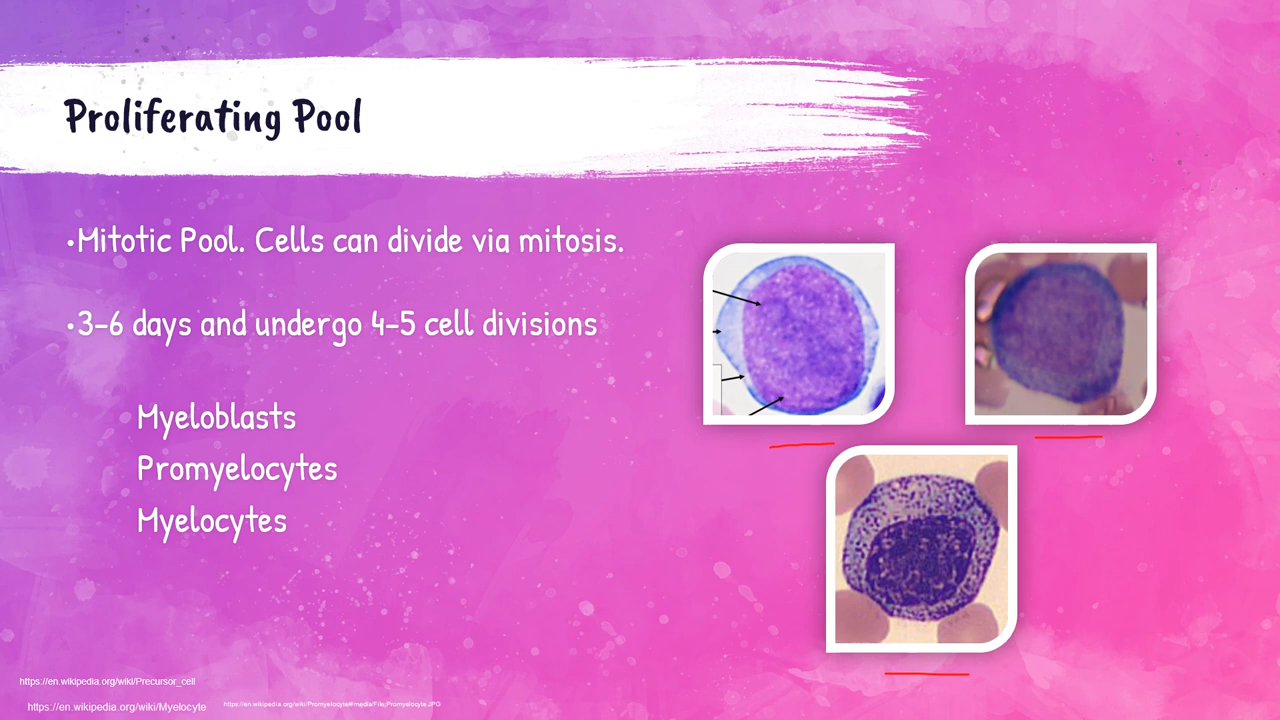 Proliferating Pool
•Mitotic Pool. Cells can divide via mitosis.
•3-6 days and undergo 4-5 cell divisions
Myeloblasts
Promyelocytes
Myelocytes
https://en.wikipedia.org/wiki/Precursor_cell
https://en.wikipedia.org/wiki/Myelocyte
https://en.wikipedia.org/wiki/Promyelocyte#/media/File:Promyelocyte.JPG